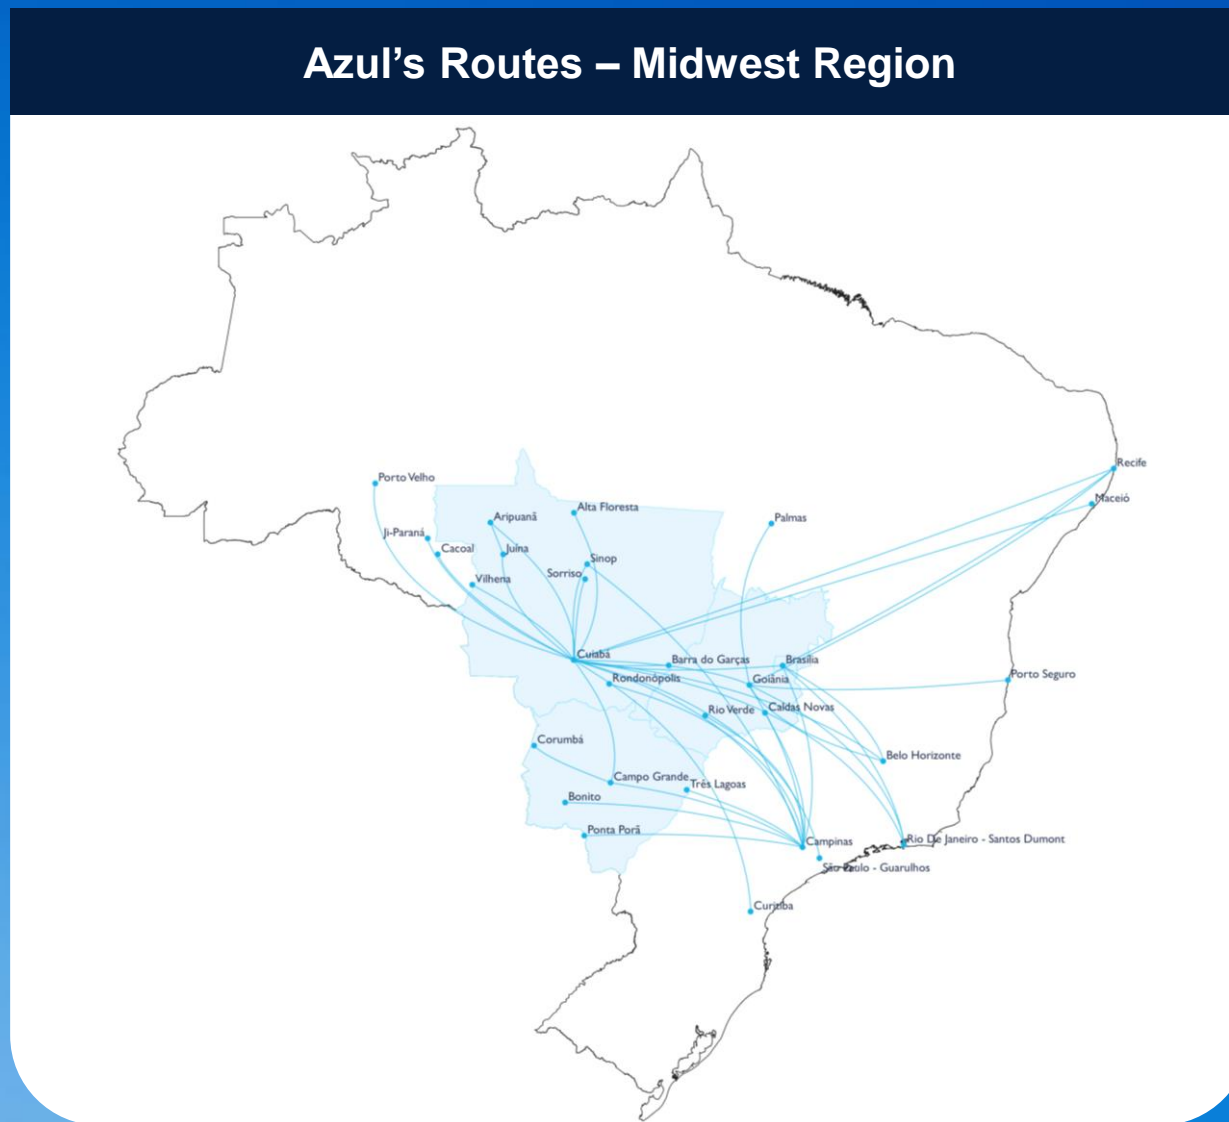 Azul’s Routes – Midwest Region
Recife
Porto Velho
Maceió
Alta Floresta
Aripuanã
Palmas
Ji-Paraná
Cacoal
Juína
Sinop
Sorriso
Vilhena
Cuiabá
Barra do Garças
Brasília
Porto Seguro
Rondonópolis
Goiânia
Rio Verde
Caldas Novas
Corumbá
Belo Horizonte
Campo Grande
Três Lagoas
Bonito
Ponta Porã
Campinas
Rio De Janeiro - Santos Dumont
São Paulo - Guarulhos
Curitiba